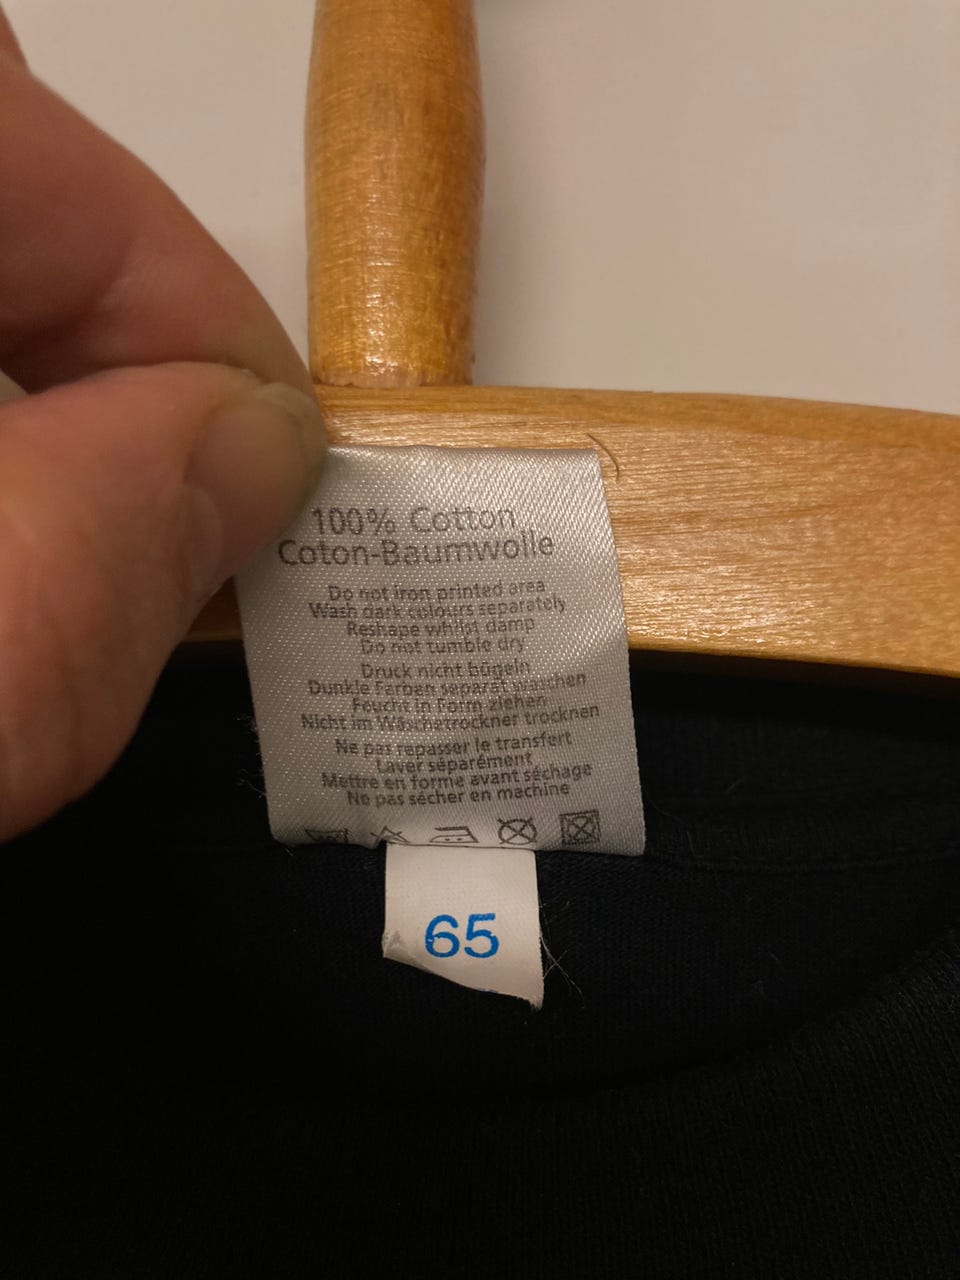 100% Cotton
Coton-Baumwolle
Do not iron printed area
Wash dark colours separately
Reshape whilst damp
Do not tumble dry
Druck nicht bügeln
Dunkle Farben separat waschen
Feucht in Form ziehen
Nicht im Wäschetrockner trocknen
Ne pas repasser le transfert
Laver séparément
Mettre en forme avant séchage
Ne pas sécher en machine
65